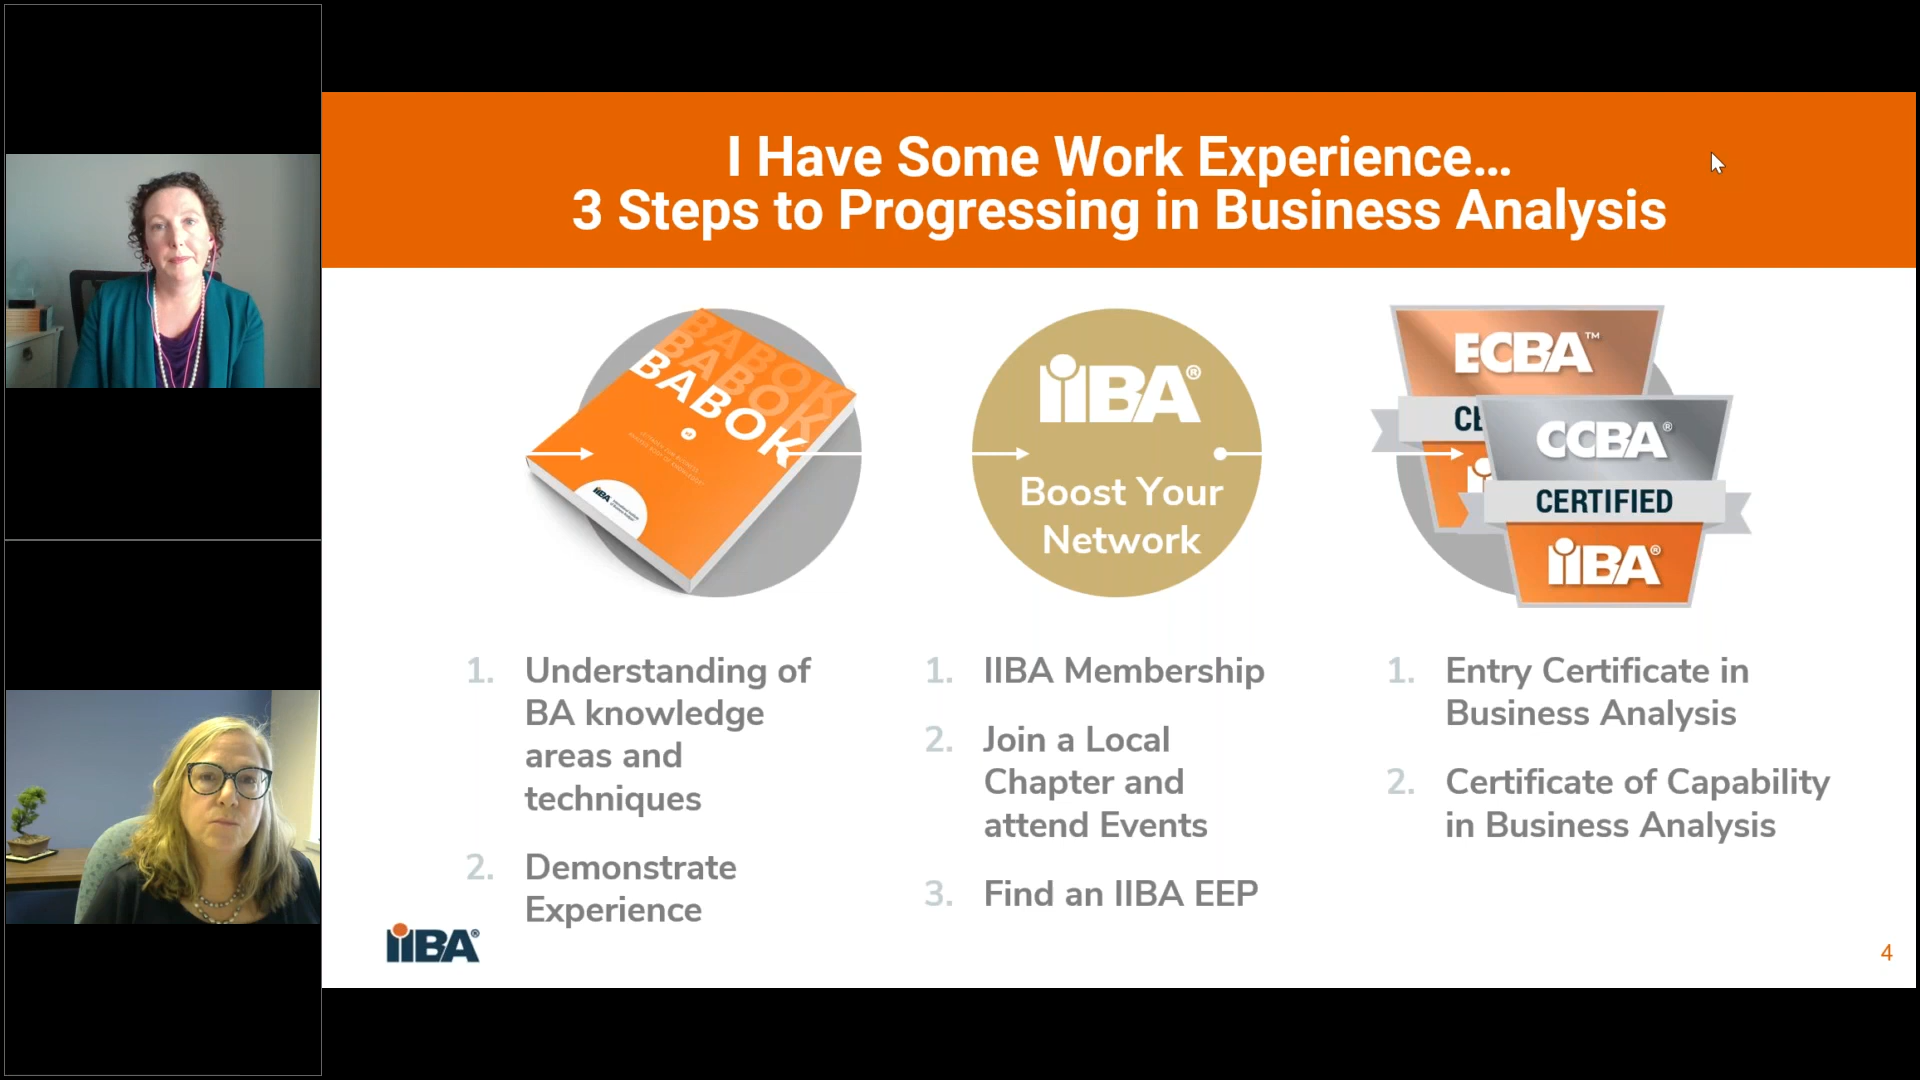 I Have Some Work Experience...
3 Steps to Progressing in Business Analysis
BABOK
BABOK
BABOK
IIBA
IIBA®
Boost Your
Network
ECBA™
CCBA®
CERTIFIED
IIBA®
1. Understanding of
BA knowledge
areas and
techniques
2. Demonstrate
Experience
1. IIBA Membership
2. Join a Local
Chapter and
attend Events
3. Find an IIBA EEP
1. Entry Certificate in
Business Analysis
2. Certificate of Capability
in Business Analysis
IIBA®
4